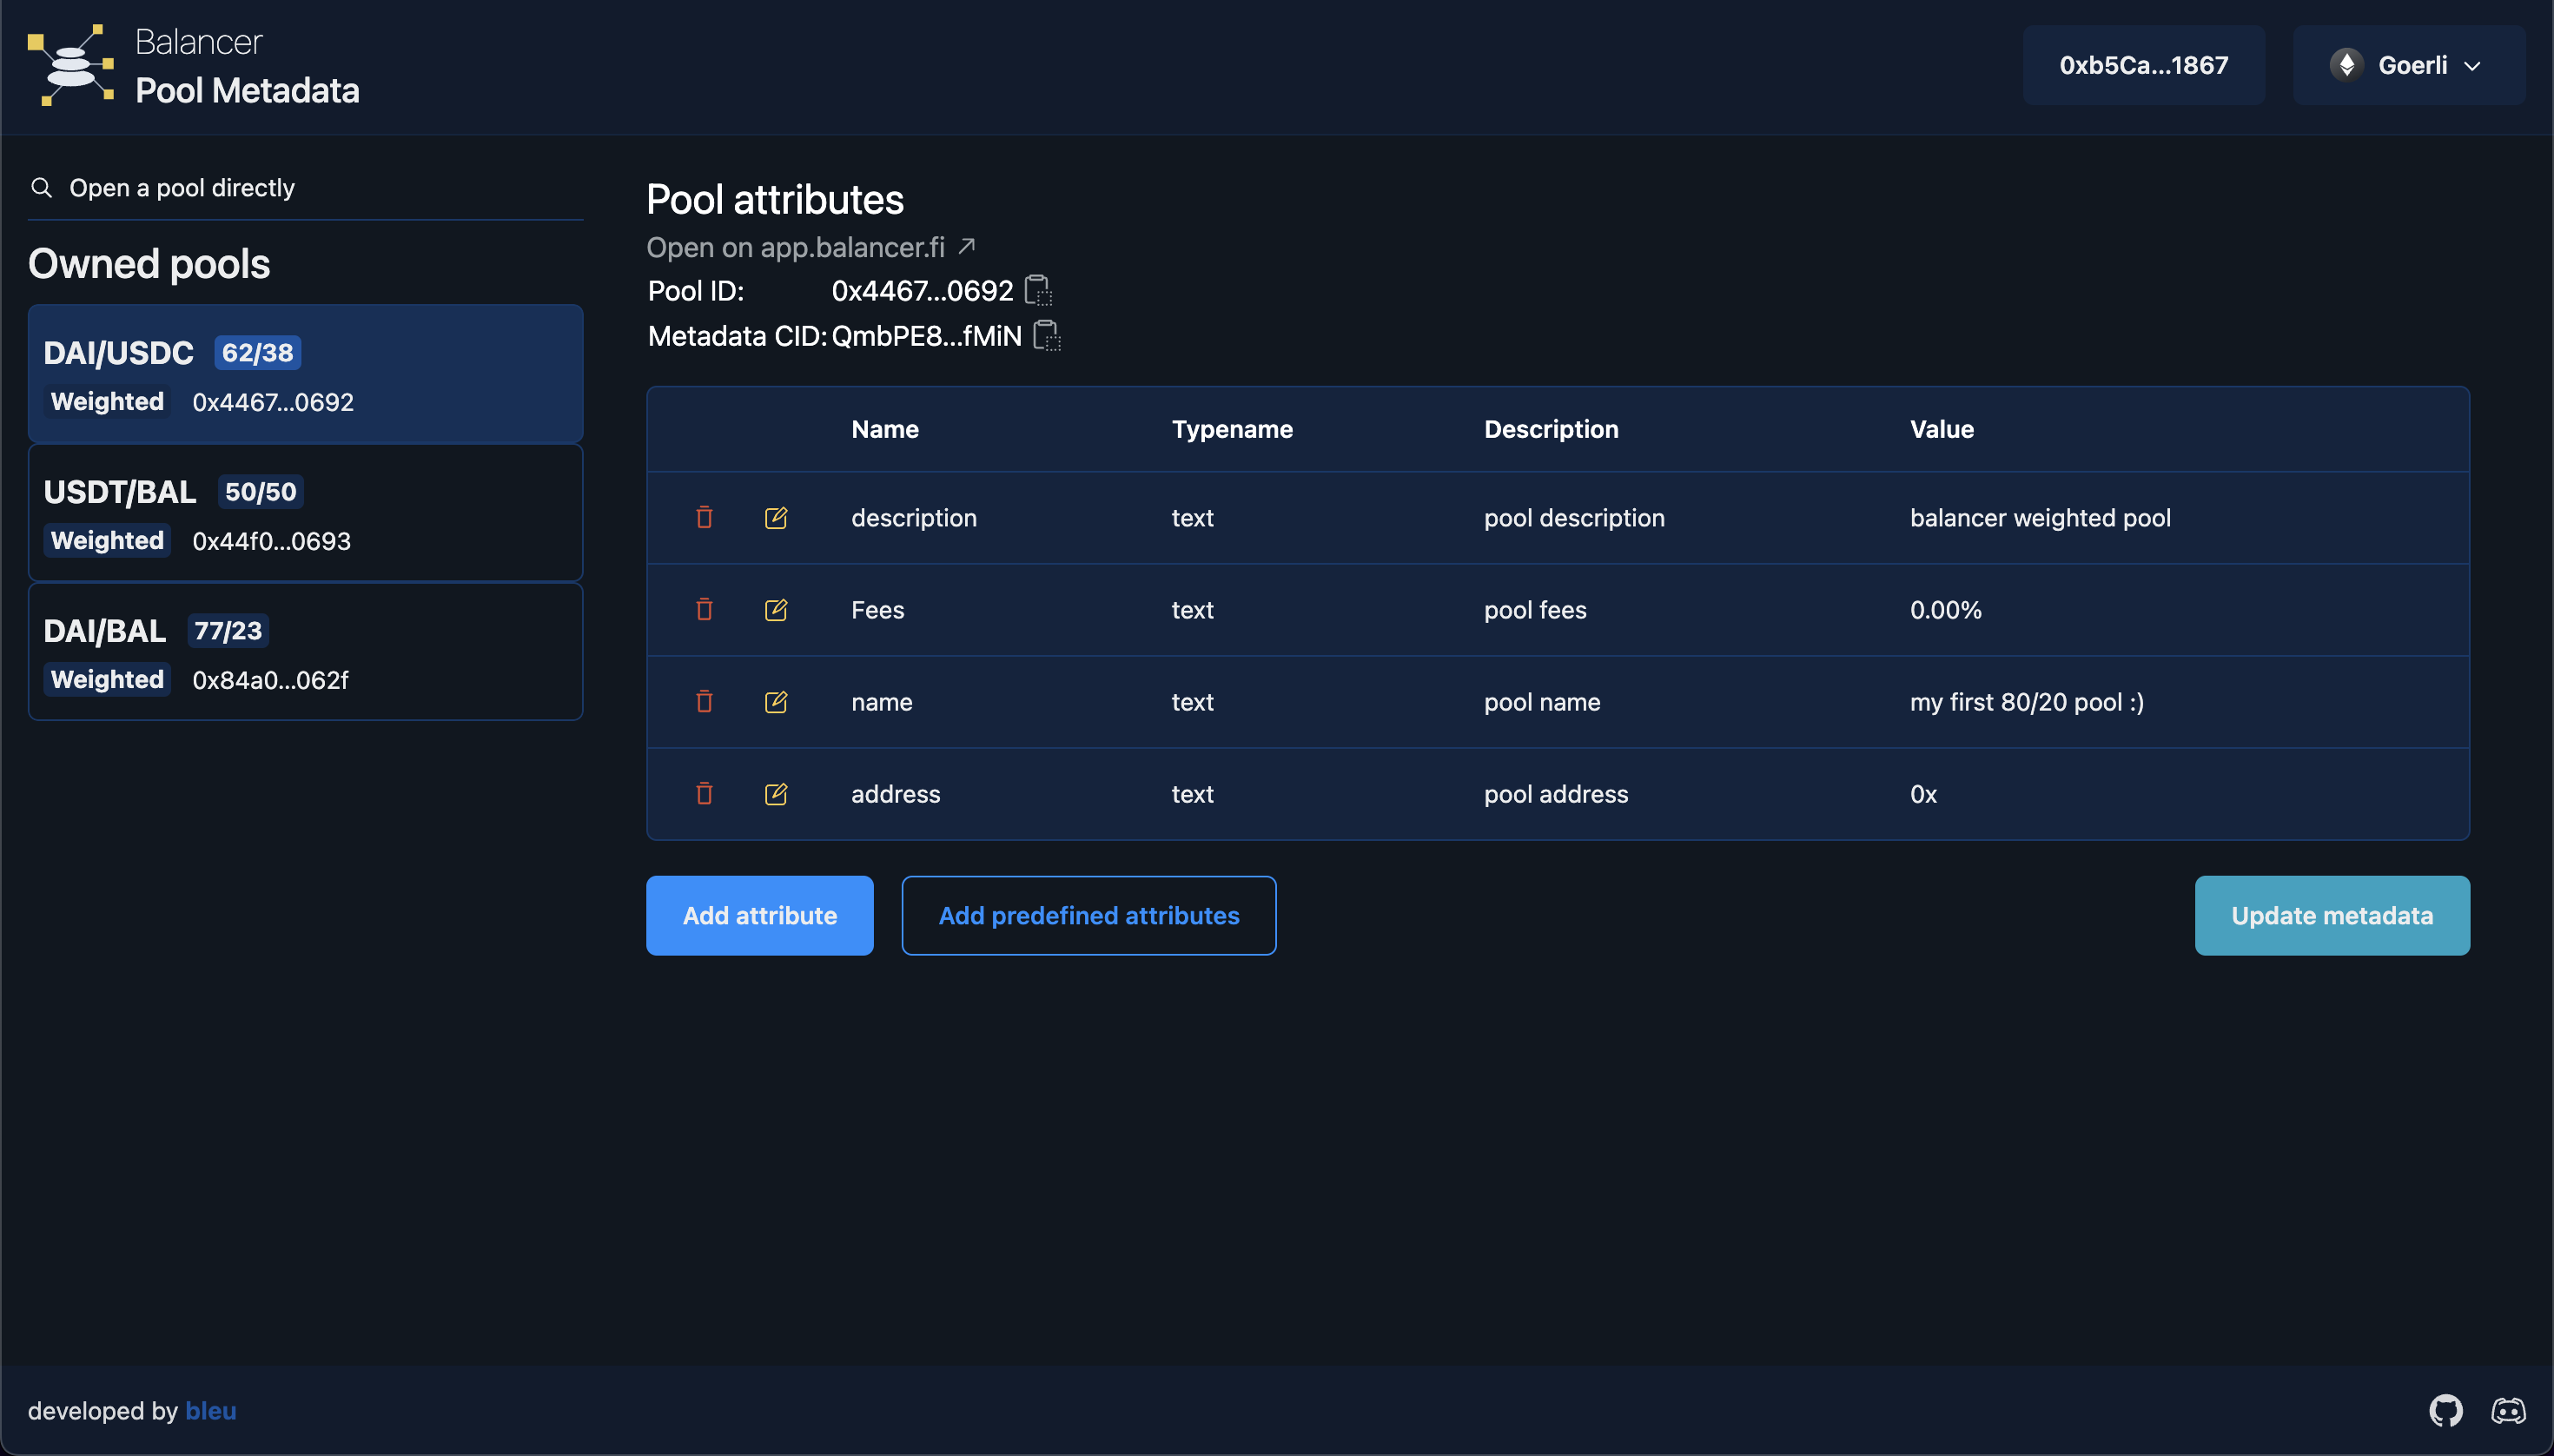 Balancer
Pool Metadata
0xb5Ca...1867
Goerli
Open a pool directly
Owned pools
DAI/USDC 62/38
Weighted 0x4467...0692
USDT/BAL 50/50
Weighted 0x44f0...0693
DAI/BAL 77/23
Weighted 0x84a0...062f
Pool attributes
Open on app.balancer.fi
Pool ID: 0x4467...0692
Metadata CID: QmbPE8...fMiN
Name Typename Description Value
description text pool description balancer weighted pool
Fees text pool fees 0.00%
name text pool name my first 80/20 pool :)
address text pool address 0x
Add attribute Add predefined attributes Update metadata
developed by bleu